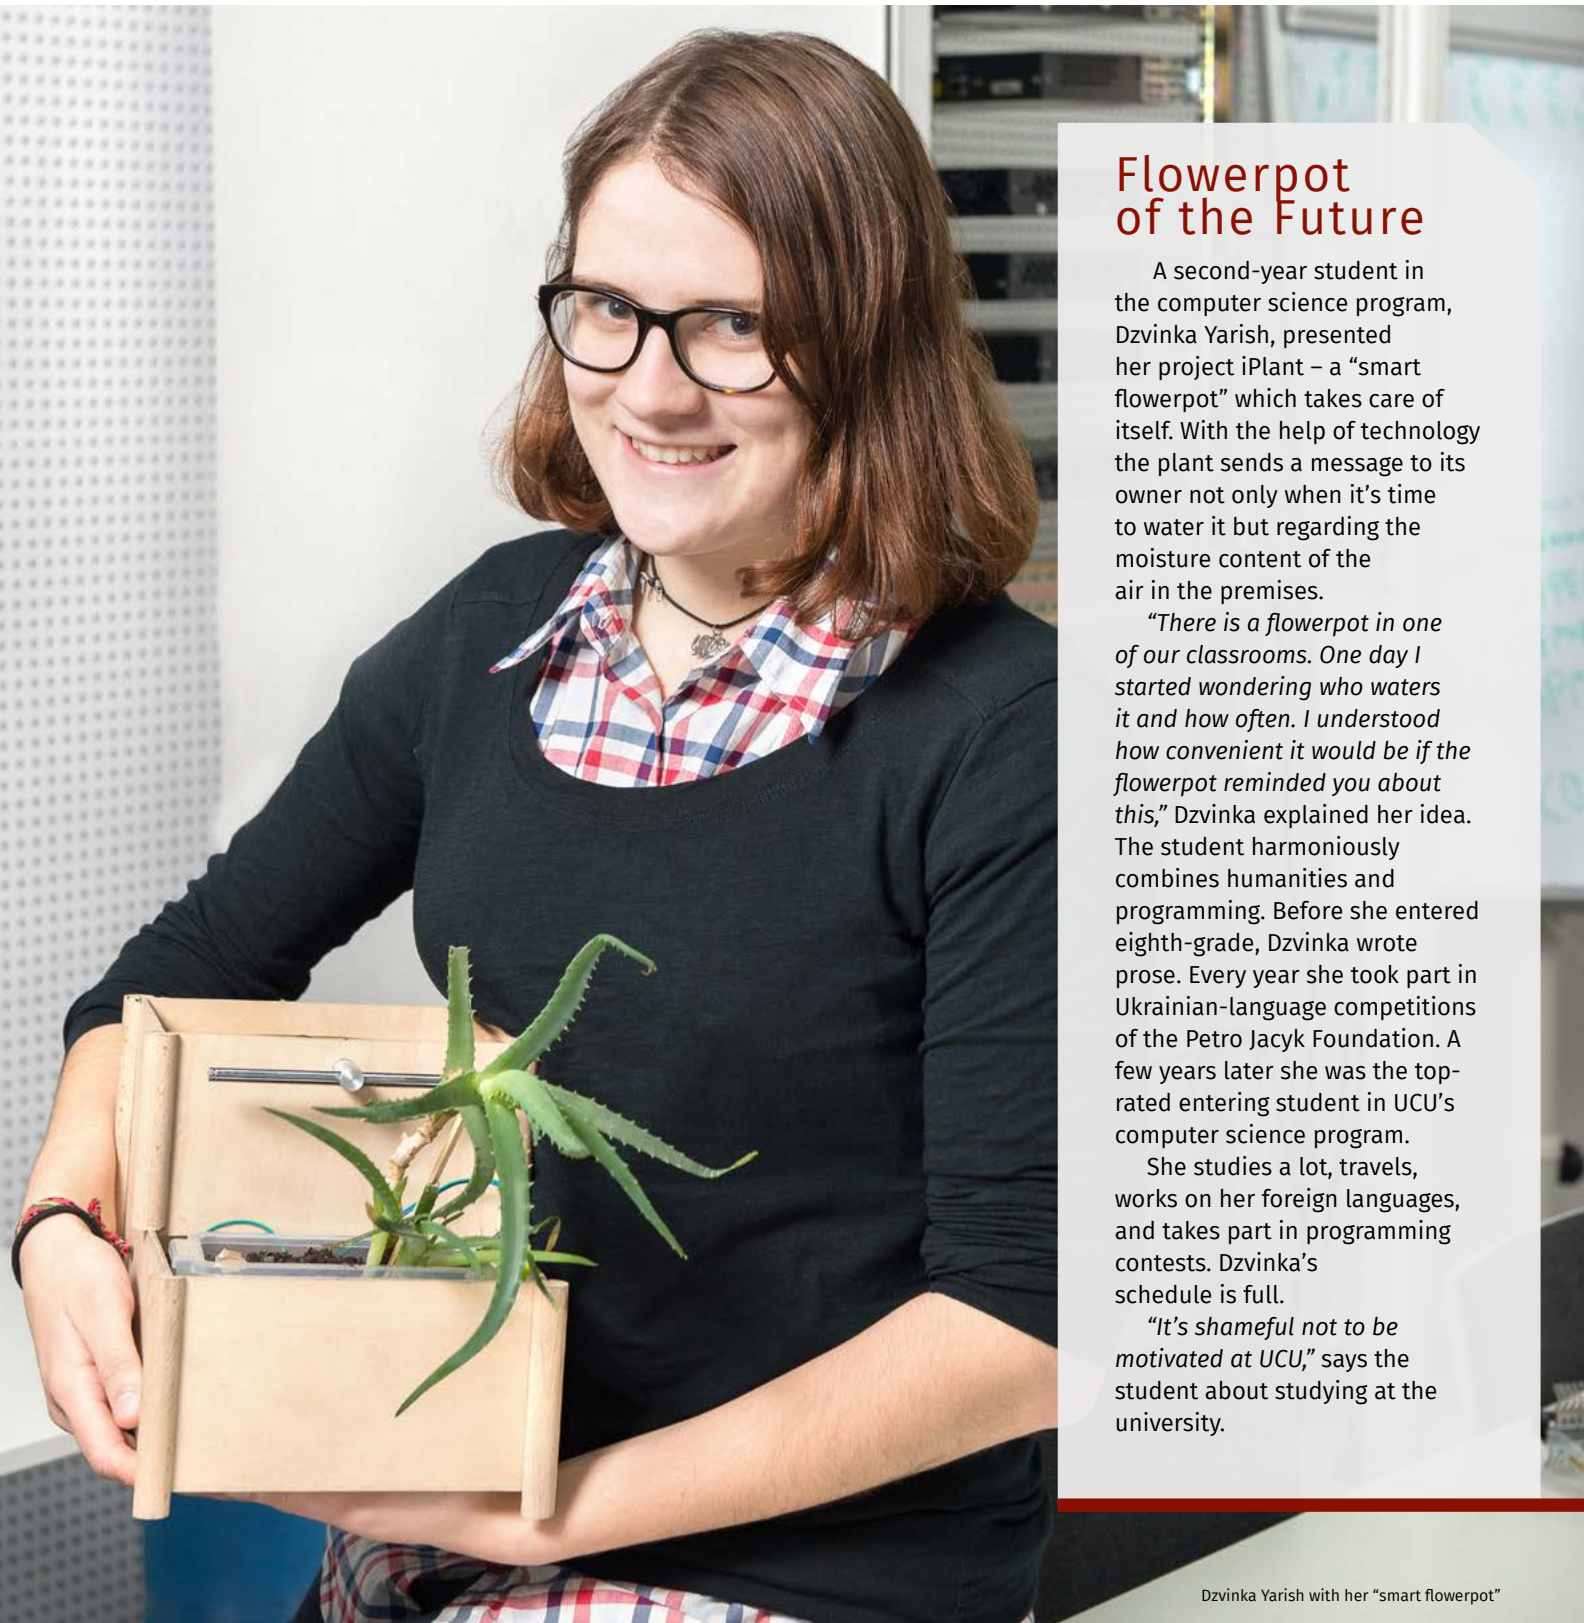 Flowerpot
of the Future
A second-year student in
the computer science program,
Dzvinka Yarish, presented
her project iPlant – a “smart
flowerpot” which takes care of
itself. With the help of technology
the plant sends a message to its
owner not only when it’s time
to water it but regarding the
moisture content of the
air in the premises.
“There is a flowerpot in one
of our classrooms. One day I
started wondering who waters
it and how often. I understood
how convenient it would be if the
flowerpot reminded you about
this,” Dzvinka explained her idea.
The student harmoniously
combines humanities and
programming. Before she entered
eighth-grade, Dzvinka wrote
prose. Every year she took part in
Ukrainian-language competitions
of the Petro Jacyk Foundation. A
few years later she was the top-
rated entering student in UCU’s
computer science program.
She studies a lot, travels,
works on her foreign languages,
and takes part in programming
contests. Dzvinka’s
schedule is full.
“It’s shameful not to be
motivated at UCU,” says the
student about studying at the
university.
Dzvinka Yarish with her “smart flowerpot”